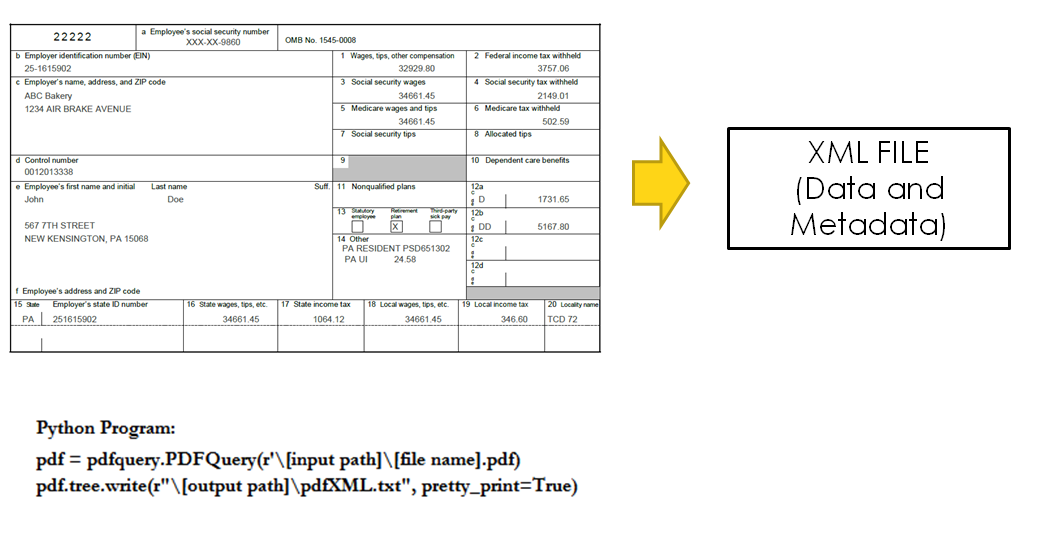 22222
a Employee's social security number
XXX-XX-9860
OMB No. 1545-0008
b Employer identification number (EIN)
25-1615902
1 Wages, tips, other compensation
32929.80
2 Federal income tax withheld
3757.06
c Employer's name, address, and ZIP code
ABC Bakery
1234 AIR BRAKE AVENUE
3 Social security wages
34661.45
4 Social security tax withheld
2149.01
5 Medicare wages and tips
34661.45
6 Medicare tax withheld
502.59
7 Social security tips
8 Allocated tips
d Control number
0012013338
9
10 Dependent care benefits
e Employee's first name and initial Last name Suff.
John Doe
567 7TH STREET
NEW KENSINGTON, PA 15068
11 Nonqualified plans
12a
D 1731.65
13 Statutory employee Retirement plan Third-party sick pay
X
12b
DD 5167.80
14 Other
PA RESIDENT PSD651302
PA UI 24.58
12c
12d
f Employee's address and ZIP code
15 State Employer's state ID number
PA 251615902
16 State wages, tips, etc.
34661.45
17 State income tax
1064.12
18 Local wages, tips, etc.
34661.45
19 Local income tax
346.60
20 Locality name
TCD 72
XML FILE
(Data and
Metadata)
Python Program:
pdf = pdfquery.PDFQuery(r'\[input path]\[file name].pdf)
pdf.tree.write(r"\[output path]\pdfXML.txt", pretty_print=True)